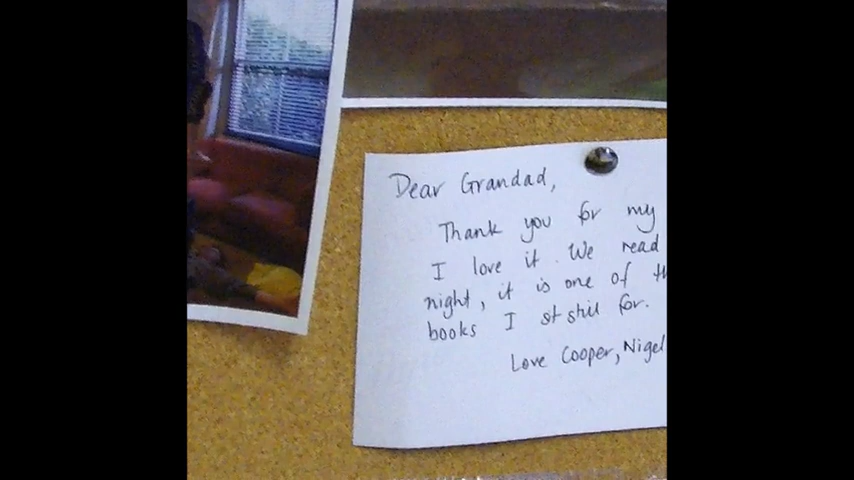 Dear Grandad,
Thank you for my
I love it. We read
night, it is one of th
books I st still for.
Love Cooper, Nigel